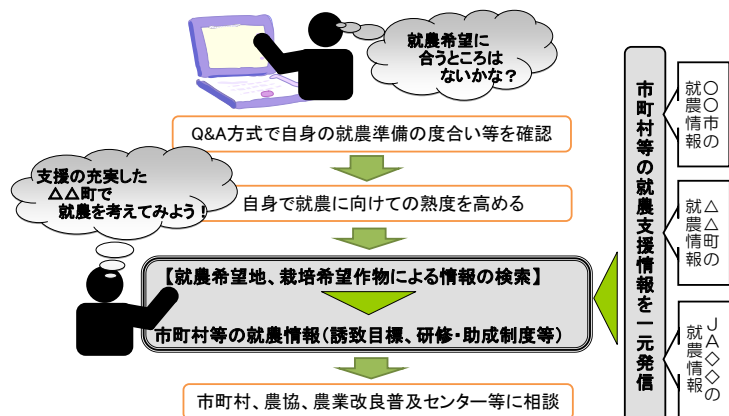 就農希望に
合うところは
ないかな？
Q&A方式で自身の就農準備の度合い等を確認
支援の充実した
△△町で
就農を考えてみよう！
自身で就農に向けての熟度を高める
【就農希望地、栽培希望作物による情報の検索】
市町村等の就農情報（誘致目標、研修・助成制度等）
市町村、農協、農業改良普及センター等に相談
市町村等の就農支援情報を一元発信
〇〇市の
就農情報
△△町の
就農情報
ＪＡ◇◇の
就農情報